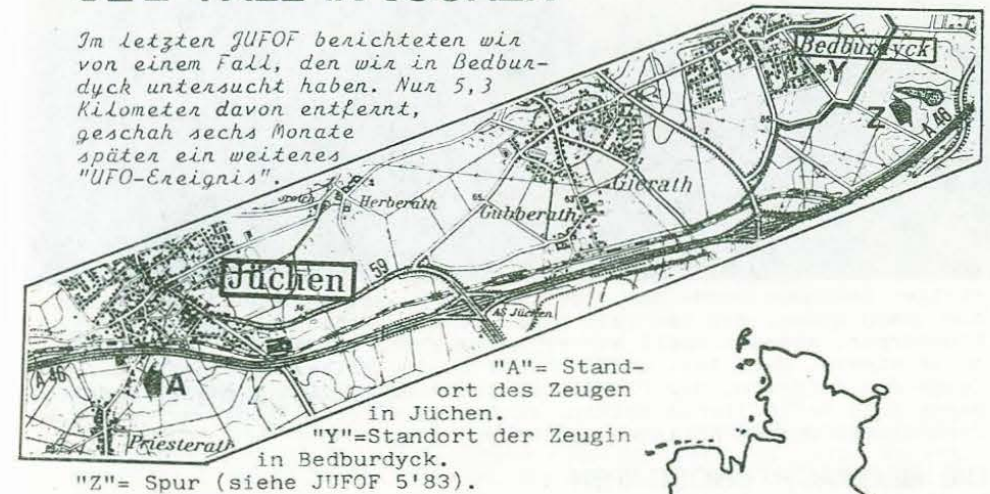 Im letzten JUFOF berichteten wir
von einem Fall, den wir in Bedbur-
dyck untersucht haben. Nur 5,3
Kilometer davon entfernt,
geschah sechs Monate
später ein weiteres
"UFO-Ereignis".
Bedburdyck
Y
Z
A 46
Gierath
Gubberath
Herberath
Jüchen
59
AS Jüchen
A 46
A
Priesterath
"A"= Stand-
ort des Zeugen
in Jüchen.
"Y"=Standort der Zeugin
in Bedburdyck.
"Z"= Spur (siehe JUFOF 5'83).